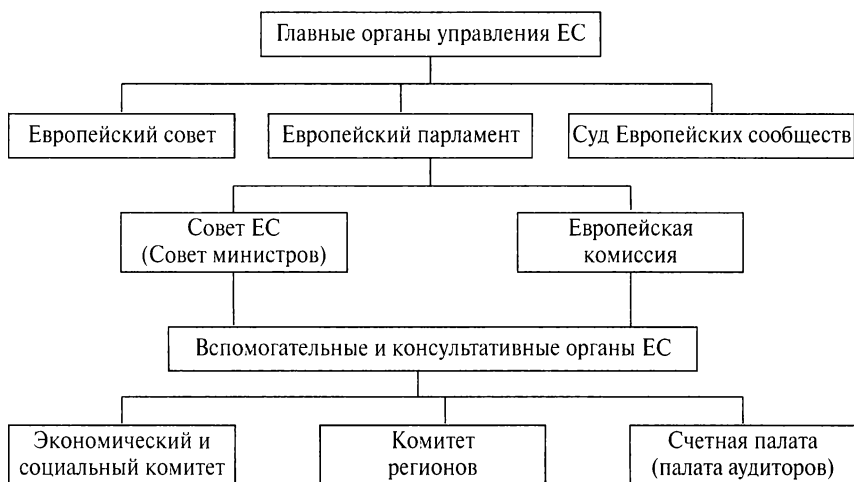 Главные органы управления ЕС
Европейский совет
Европейский парламент
Суд Европейских сообществ
Совет ЕС
(Совет министров)
Европейская
комиссия
Вспомогательные и консультативные органы ЕС
Экономический и
социальный комитет
Комитет
регионов
Счетная палата
(палата аудиторов)